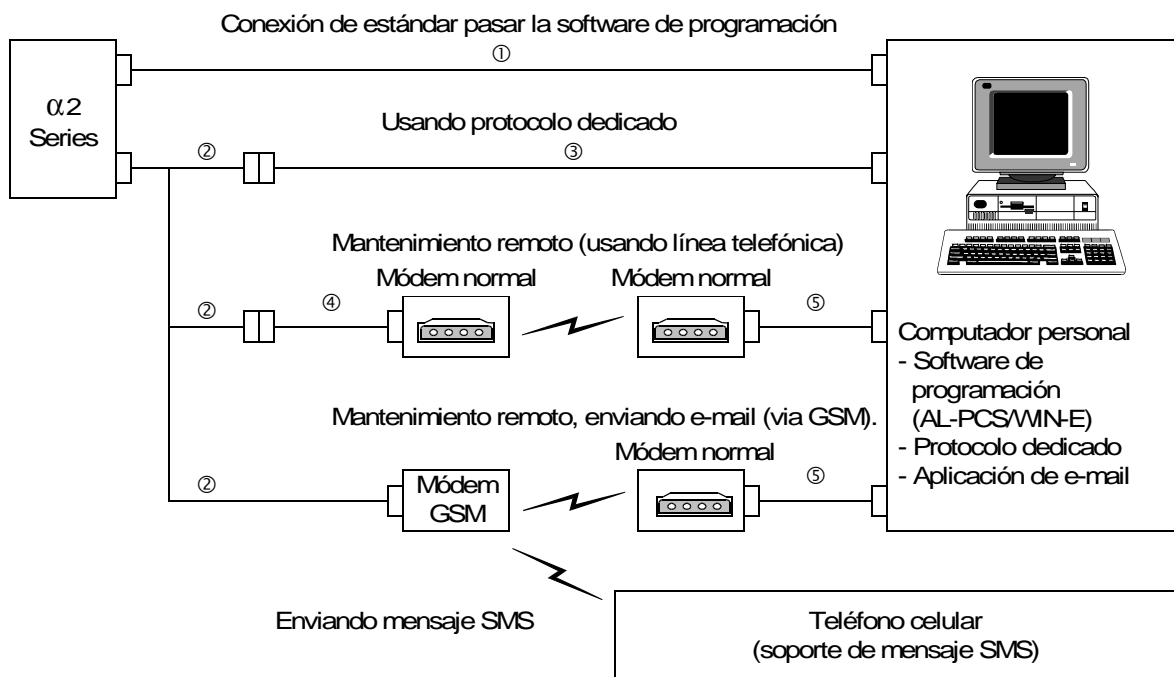 Conexión de estándar pasar la software de programación
①
α2
Series
Usando protocolo dedicado
②
③
Mantenimiento remoto (usando línea telefónica)
Módem normal
Módem normal
②
④
⑤
Computador personal
- Software de
programación
(AL-PCS/WIN-E)
- Protocolo dedicado
- Aplicación de e-mail
Mantenimiento remoto, enviando e-mail (via GSM).
Módem normal
②
Módem
GSM
⑤
Enviando mensaje SMS
Teléfono celular
(soporte de mensaje SMS)